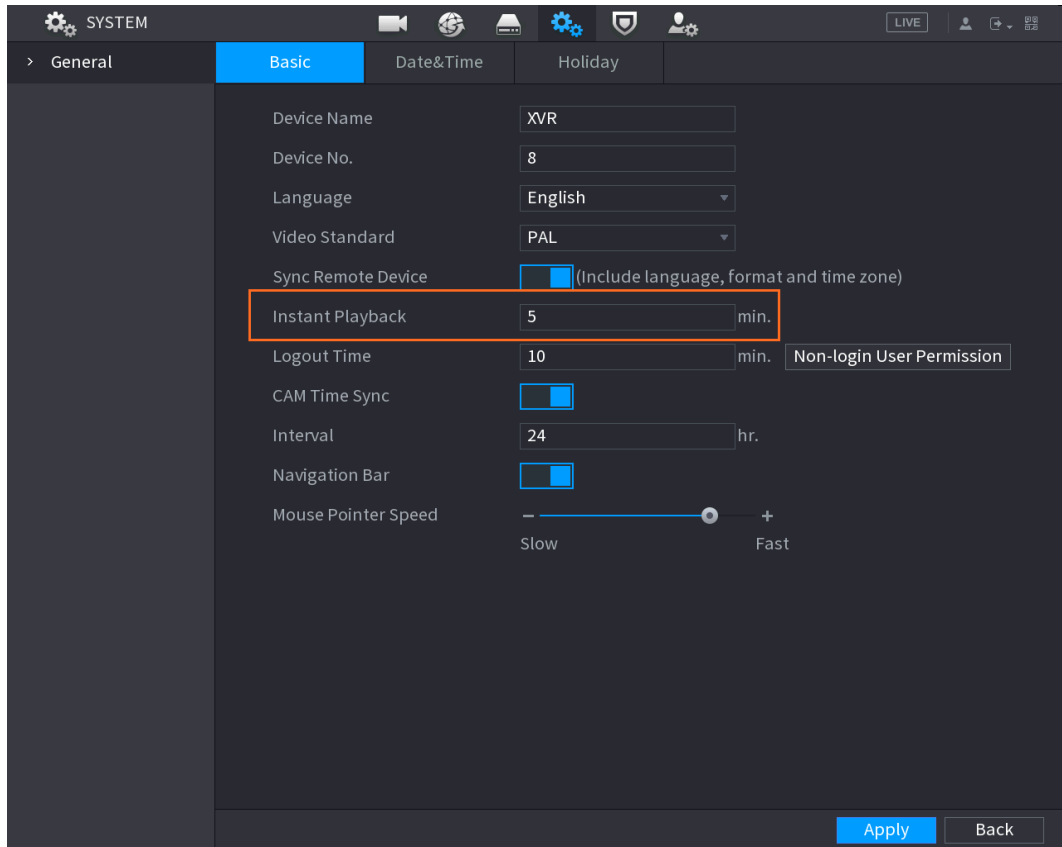 SYSTEM LIVE
> General Basic Date&Time Holiday
Device Name XVR
Device No. 8
Language English
Video Standard PAL
Sync Remote Device (Include language, format and time zone)
Instant Playback 5 min.
Logout Time 10 min. Non-login User Permission
CAM Time Sync
Interval 24 hr.
Navigation Bar
Mouse Pointer Speed
Slow Fast
Apply Back